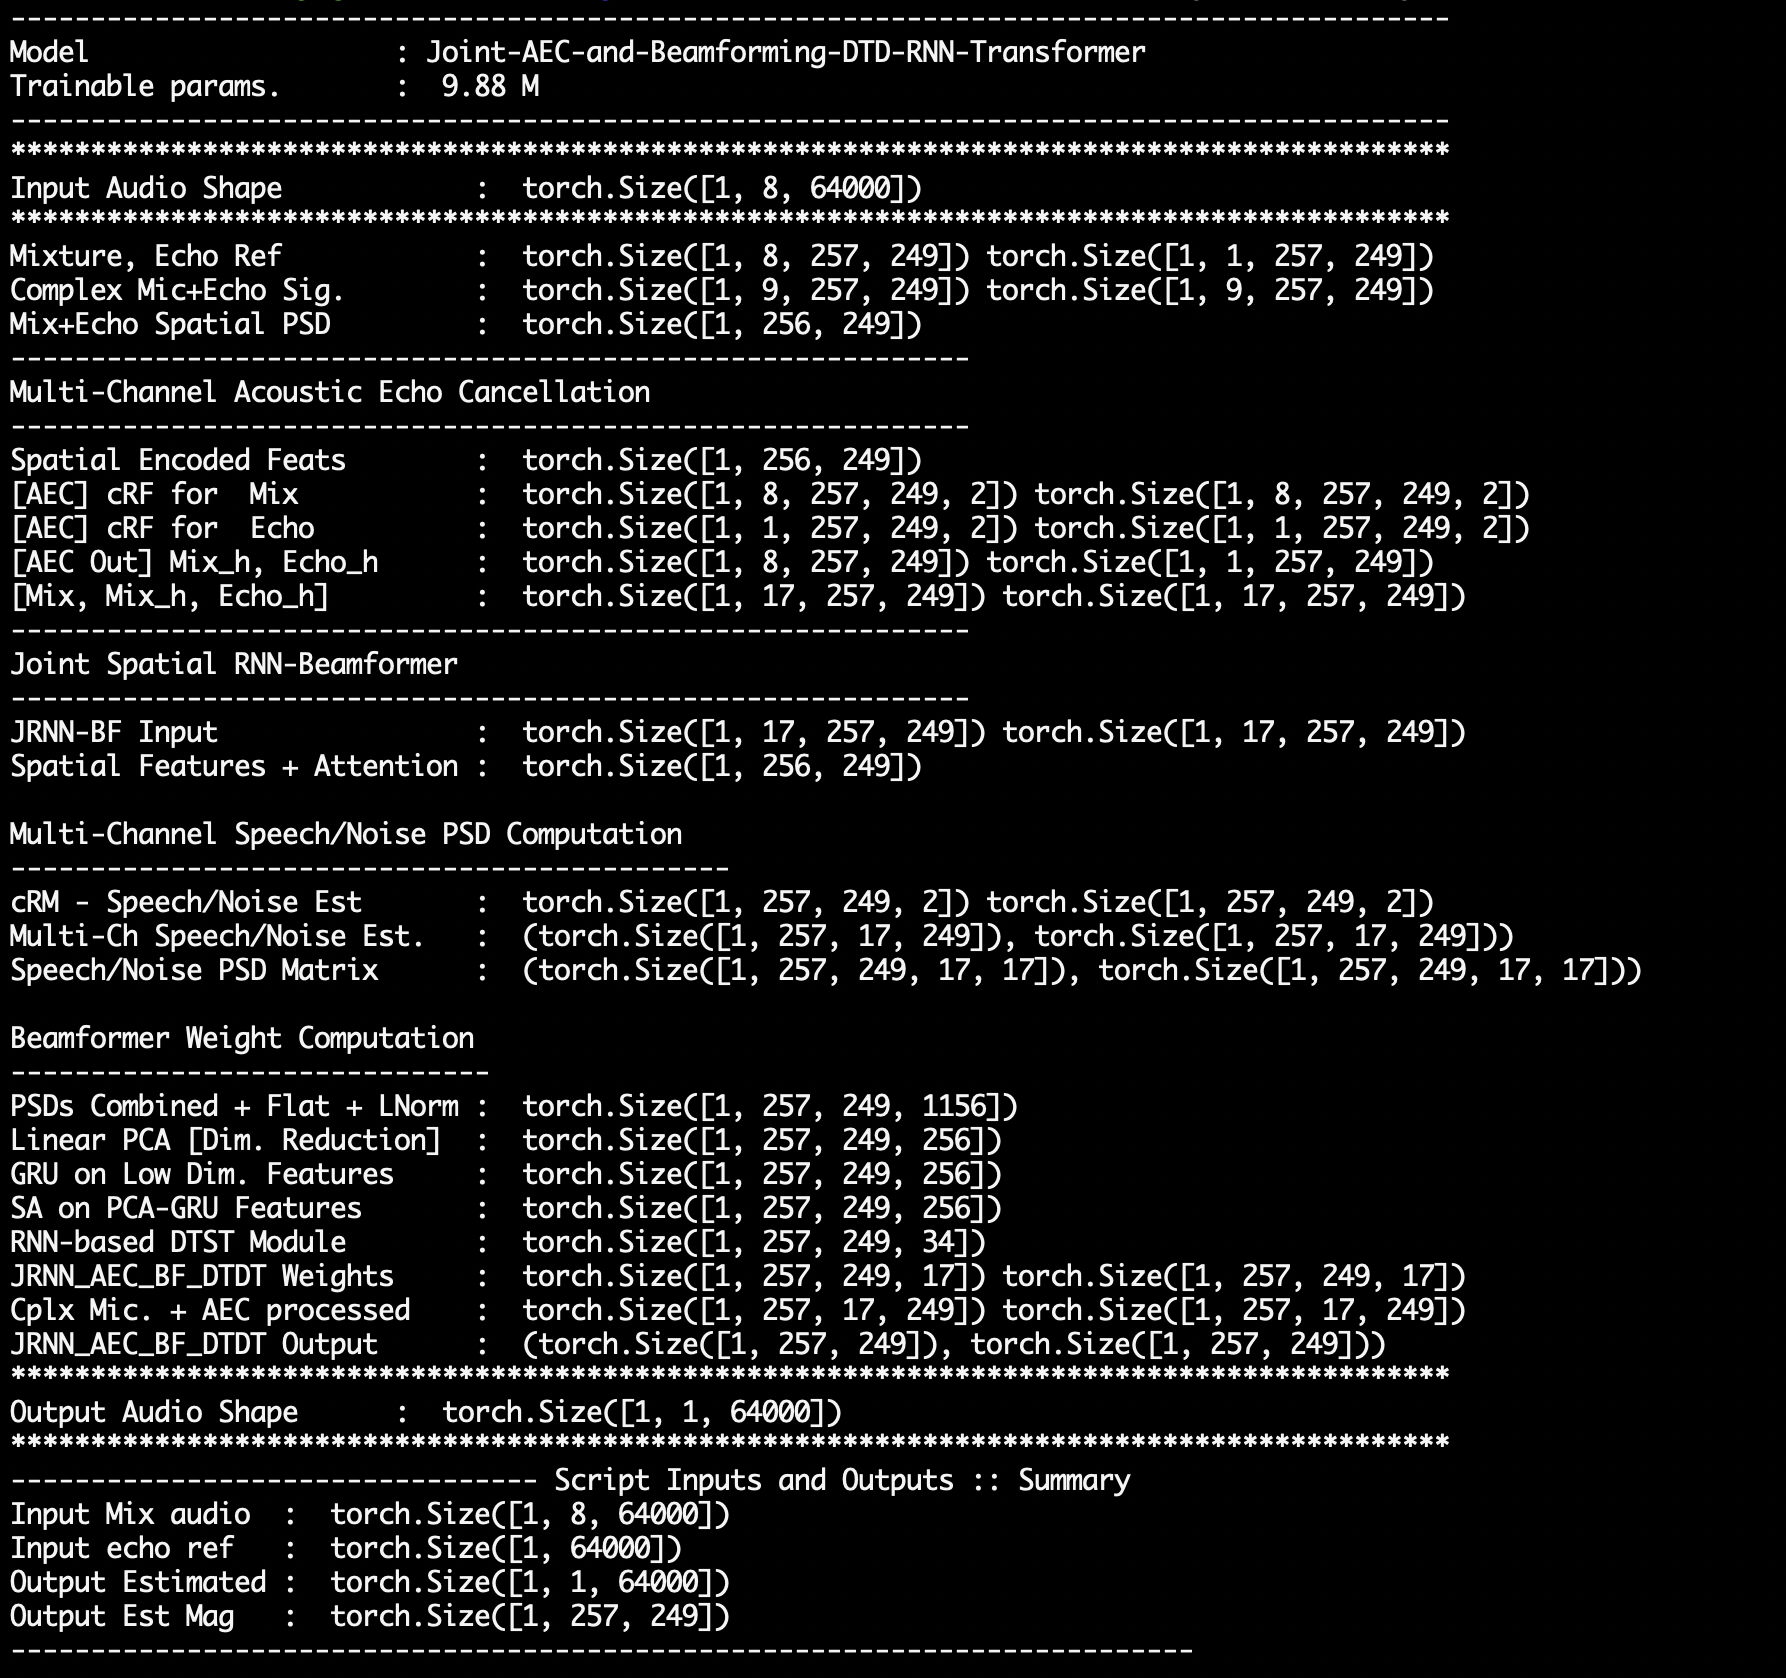 ------------------------------------------------------------------------------------------
Model                   : Joint-AEC-and-Beamforming-DTD-RNN-Transformer
Trainable params.       :  9.88 M
------------------------------------------------------------------------------------------
******************************************************************************************
Input Audio Shape            :  torch.Size([1, 8, 64000])
******************************************************************************************
Mixture, Echo Ref            :  torch.Size([1, 8, 257, 249]) torch.Size([1, 1, 257, 249])
Complex Mic+Echo Sig.        :  torch.Size([1, 9, 257, 249]) torch.Size([1, 9, 257, 249])
Mix+Echo Spatial PSD         :  torch.Size([1, 256, 249])
------------------------------------------------------------
Multi-Channel Acoustic Echo Cancellation
------------------------------------------------------------
Spatial Encoded Feats        :  torch.Size([1, 256, 249])
[AEC] cRF for  Mix           :  torch.Size([1, 8, 257, 249, 2]) torch.Size([1, 8, 257, 249, 2])
[AEC] cRF for  Echo          :  torch.Size([1, 1, 257, 249, 2]) torch.Size([1, 1, 257, 249, 2])
[AEC Out] Mix_h, Echo_h      :  torch.Size([1, 8, 257, 249]) torch.Size([1, 1, 257, 249])
[Mix, Mix_h, Echo_h]         :  torch.Size([1, 17, 257, 249]) torch.Size([1, 17, 257, 249])
------------------------------------------------------------
Joint Spatial RNN-Beamformer
------------------------------------------------------------
JRNN-BF Input                :  torch.Size([1, 17, 257, 249]) torch.Size([1, 17, 257, 249])
Spatial Features + Attention :  torch.Size([1, 256, 249])
Multi-Channel Speech/Noise PSD Computation
---------------------------------------------
cRM - Speech/Noise Est       :  torch.Size([1, 257, 249, 2]) torch.Size([1, 257, 249, 2])
Multi-Ch Speech/Noise Est.   :  (torch.Size([1, 257, 17, 249]), torch.Size([1, 257, 17, 249]))
Speech/Noise PSD Matrix      :  (torch.Size([1, 257, 249, 17, 17]), torch.Size([1, 257, 249, 17, 17]))
Beamformer Weight Computation
------------------------------
PSDs Combined + Flat + LNorm :  torch.Size([1, 257, 249, 1156])
Linear PCA [Dim. Reduction]  :  torch.Size([1, 257, 249, 256])
GRU on Low Dim. Features     :  torch.Size([1, 257, 249, 256])
SA on PCA-GRU Features       :  torch.Size([1, 257, 249, 256])
RNN-based DTST Module        :  torch.Size([1, 257, 249, 34])
JRNN_AEC_BF_DTDT Weights     :  torch.Size([1, 257, 249, 17]) torch.Size([1, 257, 249, 17])
Cplx Mic. + AEC processed    :  torch.Size([1, 257, 17, 249]) torch.Size([1, 257, 17, 249])
JRNN_AEC_BF_DTDT Output      :  (torch.Size([1, 257, 249]), torch.Size([1, 257, 249]))
******************************************************************************************
Output Audio Shape      :  torch.Size([1, 1, 64000])
******************************************************************************************
--------------------------------- Script Inputs and Outputs :: Summary
Input Mix audio  :  torch.Size([1, 8, 64000])
Input echo ref   :  torch.Size([1, 64000])
Output Estimated :  torch.Size([1, 1, 64000])
Output Est Mag   :  torch.Size([1, 257, 249])
--------------------------------------------------------------------------